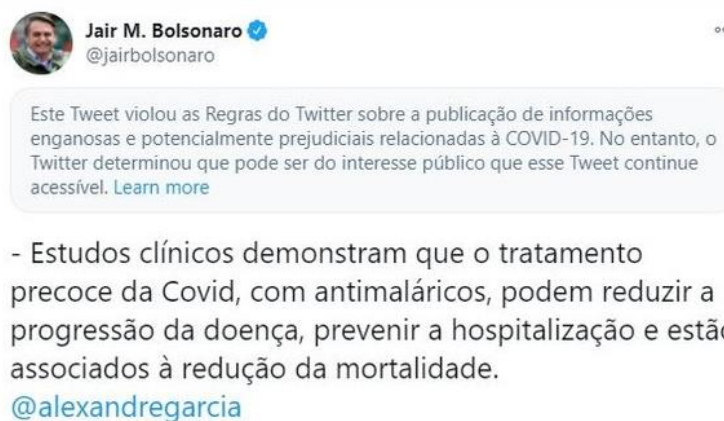 Jair M. Bolsonaro
@jairbolsonaro
Este Tweet violou as Regras do Twitter sobre a publicação de informações
enganosas e potencialmente prejudiciais relacionadas à COVID-19. No entanto, o
Twitter determinou que pode ser do interesse público que esse Tweet continue
acessível. Learn more
- Estudos clínicos demonstram que o tratamento
precoce da Covid, com antimaláricos, podem reduzir a
progressão da doença, prevenir a hospitalização e estão
associados à redução da mortalidade.
@alexandregarcia